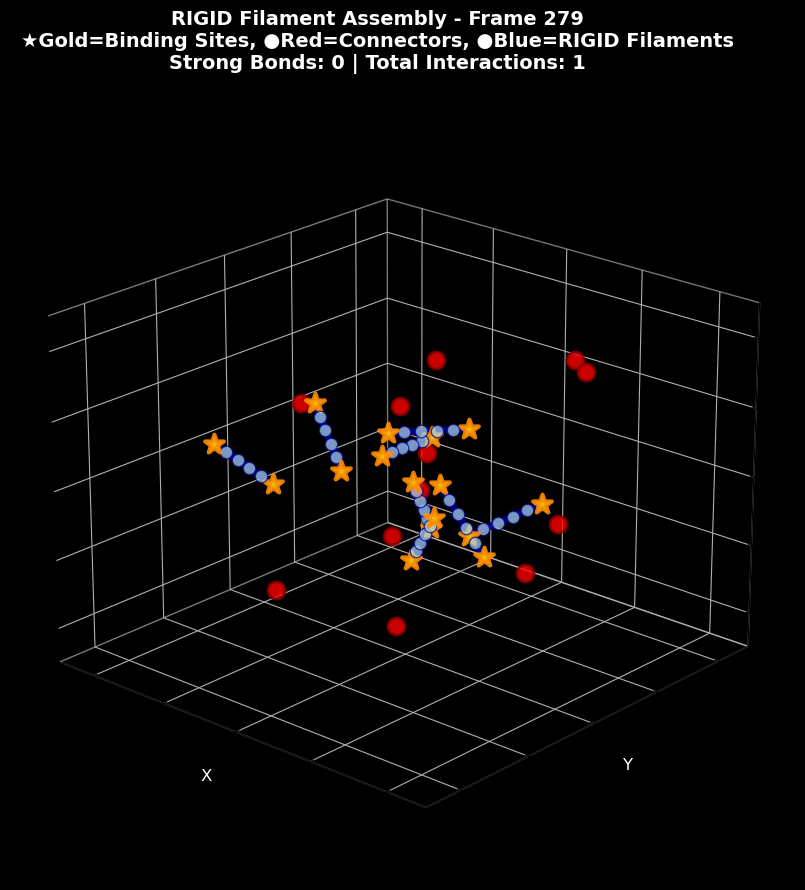 RIGID Filament Assembly - Frame 279
★Gold=Binding Sites, ●Red=Connectors, ●Blue=RIGID Filaments
Strong Bonds: 0 | Total Interactions: 1
X
Y